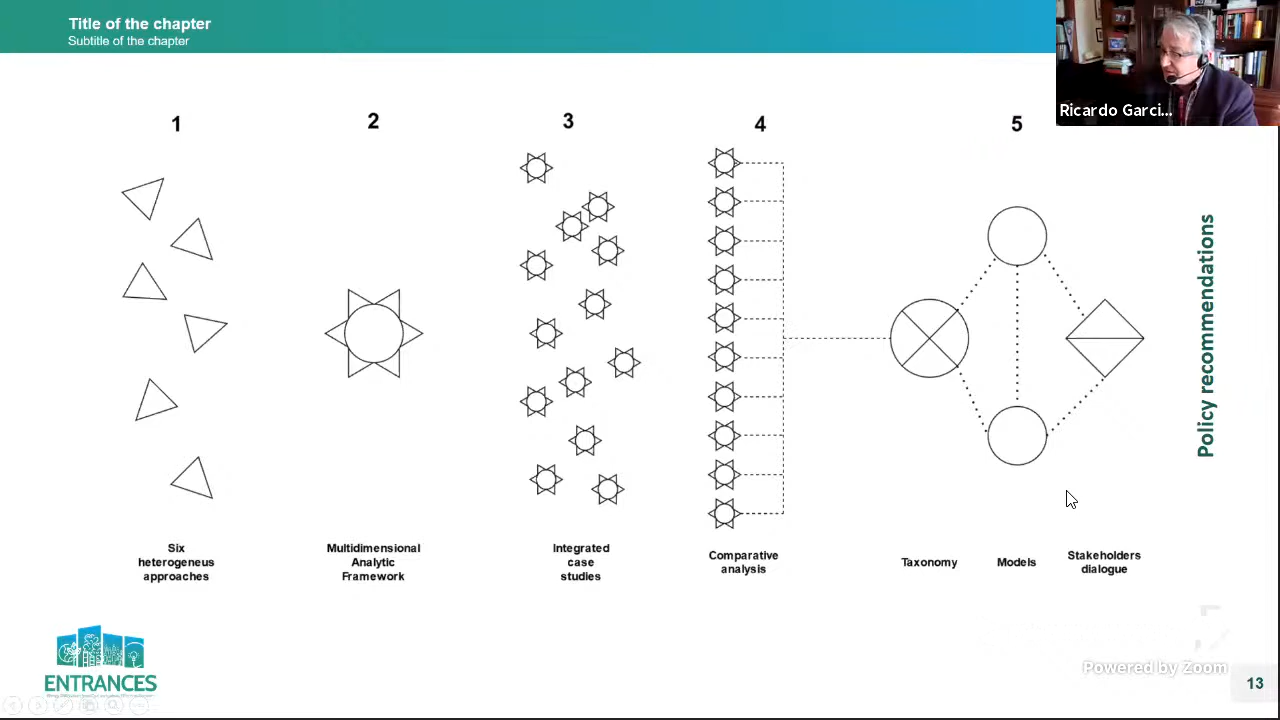 Title of the chapter
Subtitle of the chapter
Ricardo Garci...
1
2
3
4
5
Policy recommendations
Six
heterogeneus
approaches
Multidimensional
Analytic
Framework
Integrated
case
studies
Comparative
analysis
Taxonomy
Models
Stakeholders
dialogue
ENTRANCES
Powered by Zoom
13